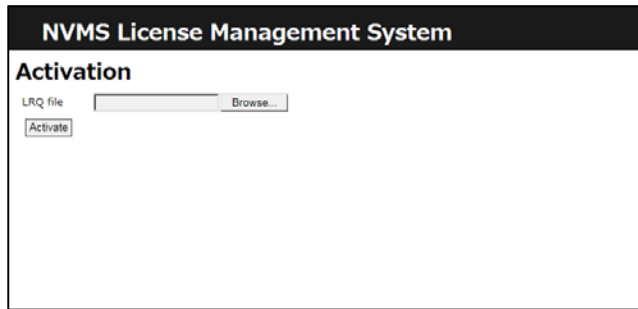 NVMS License Management System
Activation
LRQ file Browse...
Activate